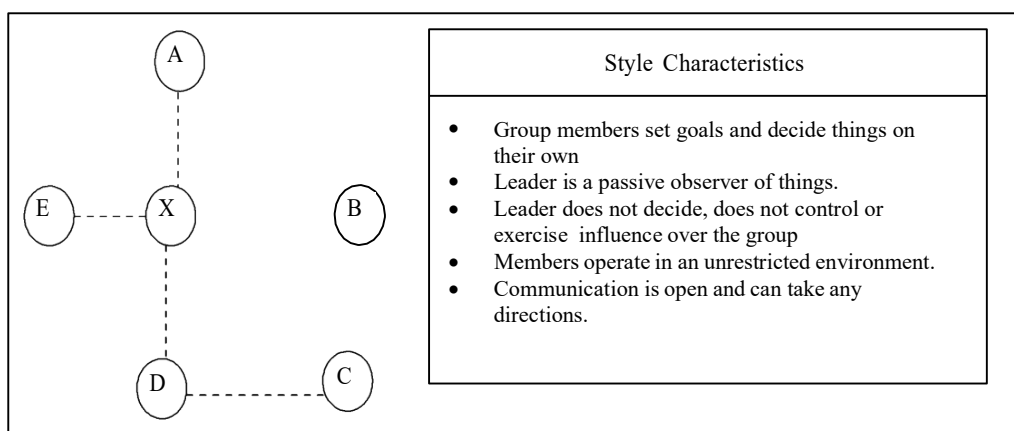 A
E
X
B
D
C
Style Characteristics
• Group members set goals and decide things on
their own
• Leader is a passive observer of things.
• Leader does not decide, does not control or
exercise influence over the group
• Members operate in an unrestricted environment.
• Communication is open and can take any
directions.